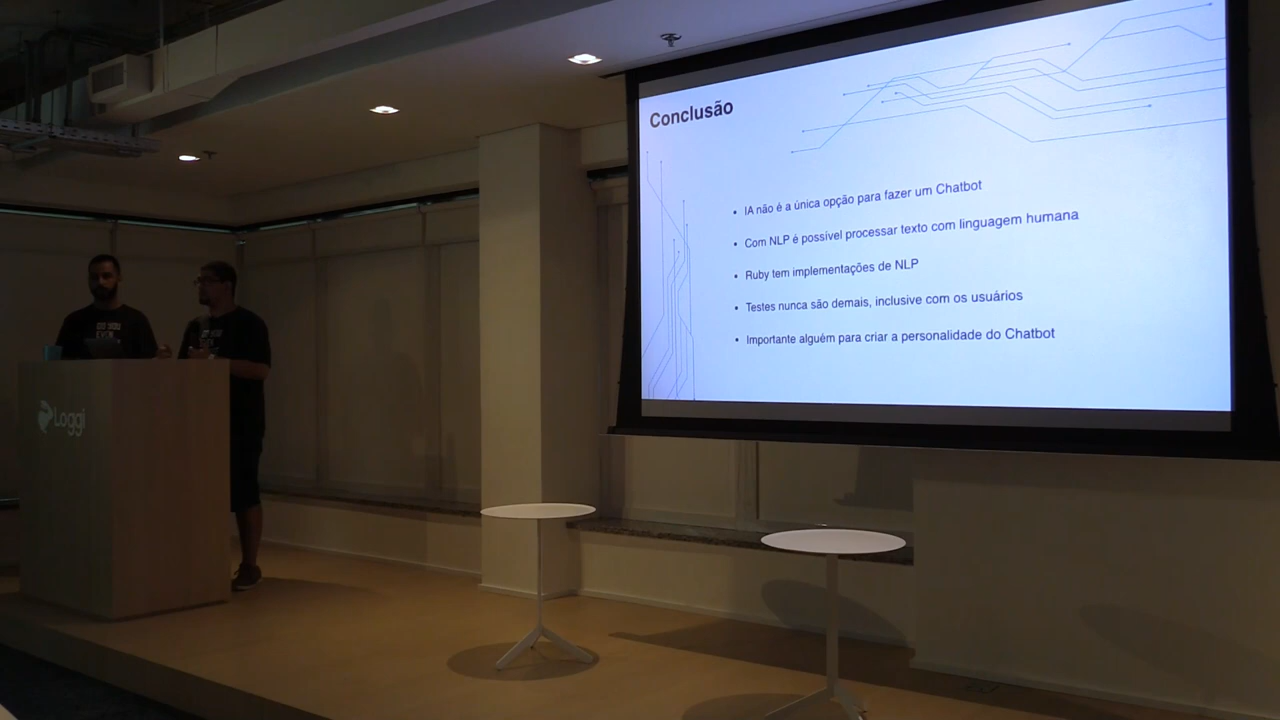 Conclusão
• IA não é a única opção para fazer um Chatbot
• Com NLP é possível processar texto com linguagem humana
• Ruby tem implementações de NLP
• Testes nunca são demais, inclusive com os usuários
• Importante alguém para criar a personalidade do Chatbot
Loggi